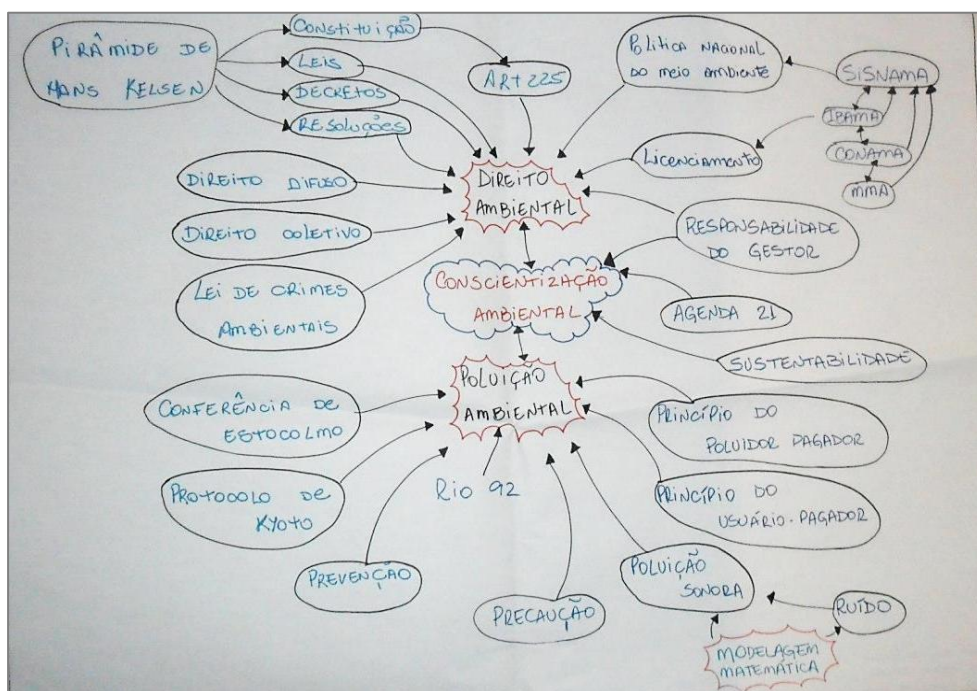 PIRÂMIDE DE
HANS KELSEN
CONSTITUIÇÃO
LEIS
DECRETOS
RESOLUÇÕES
ART 225
POLÍTICA NACIONAL
DO MEIO AMBIENTE
SISNAMA
IBAMA
CONAMA
MMA
LICENCIAMENTO
DIREITO DIFUSO
DIREITO COLETIVO
LEI DE CRIMES
AMBIENTAIS
DIREITO
AMBIENTAL
RESPONSABILIDADE
DO GESTOR
CONSCIENTIZAÇÃO
AMBIENTAL
AGENDA 21
SUSTENTABILIDADE
POLUIÇÃO
AMBIENTAL
CONFERÊNCIA DE
ESTOCOLMO
PROTOCOLO DE
KYOTO
RIO 92
PREVENÇÃO
PRECAUÇÃO
PRINCÍPIO DO
POLUIDOR PAGADOR
PRINCÍPIO DO
USUÁRIO-PAGADOR
POLUIÇÃO
SONORA
RUÍDO
MODELAGEM
MATEMÁTICA